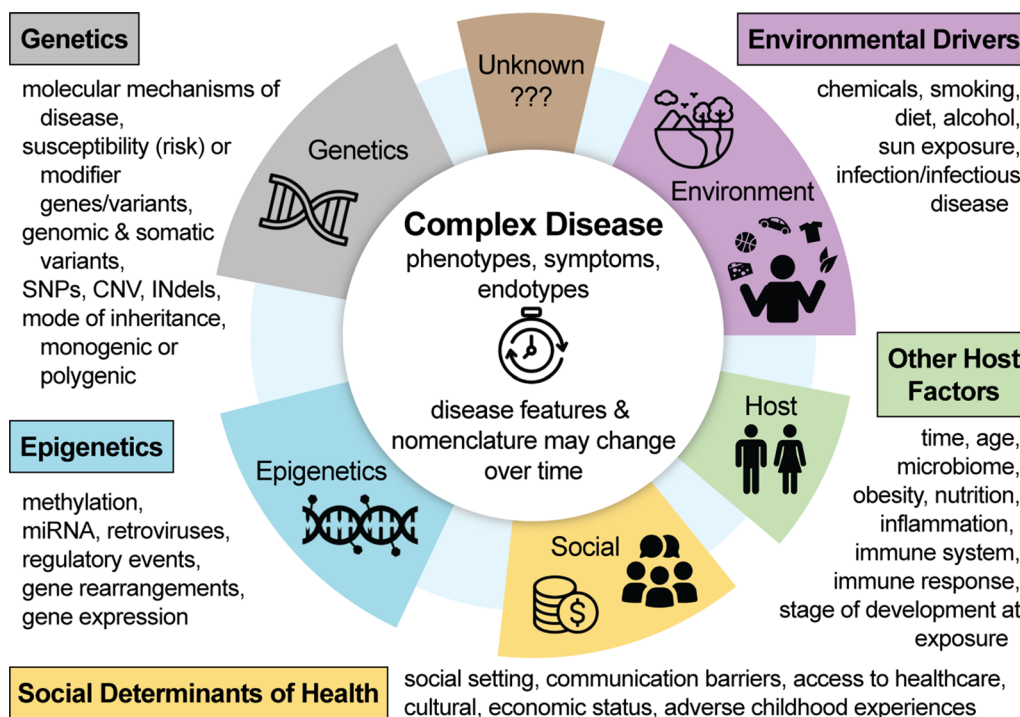 Genetics
molecular mechanisms of
disease,
susceptibility (risk) or
modifier
genes/variants,
genomic & somatic
variants,
SNPs, CNV, INdels,
mode of inheritance,
monogenic or
polygenic
Epigenetics
methylation,
miRNA, retroviruses,
regulatory events,
gene rearrangements,
gene expression
Unknown
???
Genetics
Environment
Host
Social
$
Epigenetics
Complex Disease
phenotypes, symptoms,
endotypes
disease features &
nomenclature may change
over time
Environmental Drivers
chemicals, smoking,
diet, alcohol,
sun exposure,
infection/infectious
disease
Other Host
Factors
time, age,
microbiome,
obesity, nutrition,
inflammation,
immune system,
immune response,
stage of development at
exposure
Social Determinants of Health
social setting, communication barriers, access to healthcare,
cultural, economic status, adverse childhood experiences